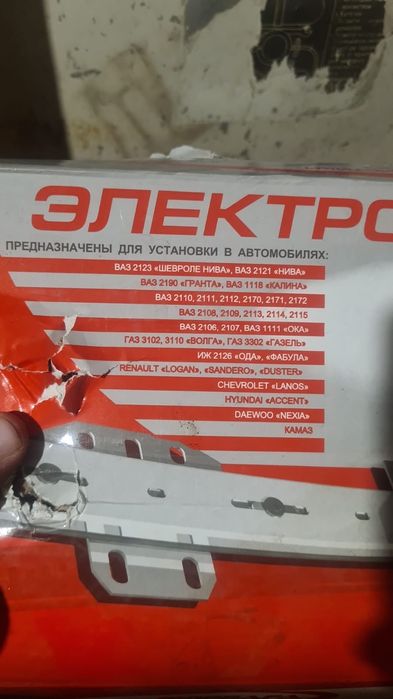 ЭЛЕКТРО
ПРЕДНАЗНАЧЕНЫ ДЛЯ УСТАНОВКИ В АВТОМОБИЛЯХ:
ВАЗ 2123 «ШЕВРОЛЕ НИВА», ВАЗ 2121 «НИВА»
ВАЗ 2190 «ГРАНТА», ВАЗ 1118 «КАЛИНА»
ВАЗ 2110, 2111, 2112, 2170, 2171, 2172
ВАЗ 2108, 2109, 2113, 2114, 2115
ВАЗ 2106, 2107, ВАЗ 1111 «ОКА»
ГАЗ 3102, 3110 «ВОЛГА», ГАЗ 3302 «ГАЗЕЛЬ»
ИЖ 2126 «ОДА», «ФАБУЛА»
RENAULT «LOGAN», «SANDERO», «DUSTER»
CHEVROLET «LANOS»
HYUNDAI «ACCENT»
DAEWOO «NEXIA»
КАМАЗ